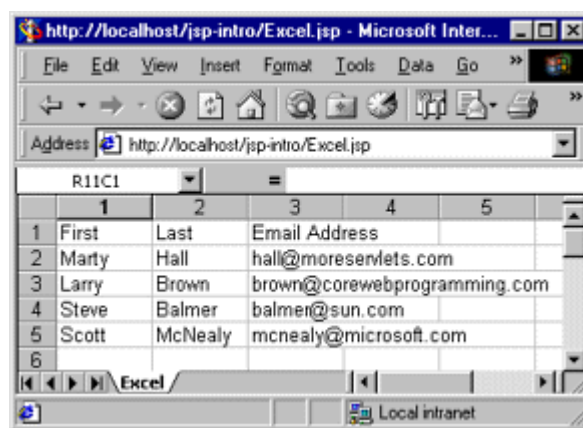 http://localhost/jsp-intro/Excel.jsp - Microsoft Inter...
File Edit View Insert Format Tools Data Go »
»
Address http://localhost/jsp-intro/Excel.jsp
R11C1 =
1 2 3 4 5
1 First Last Email Address
2 Marty Hall hall@moreservlets.com
3 Larry Brown brown@corewebprogramming.com
4 Steve Balmer balmer@sun.com
5 Scott McNealy mcnealy@microsoft.com
6
Excel
Local intranet